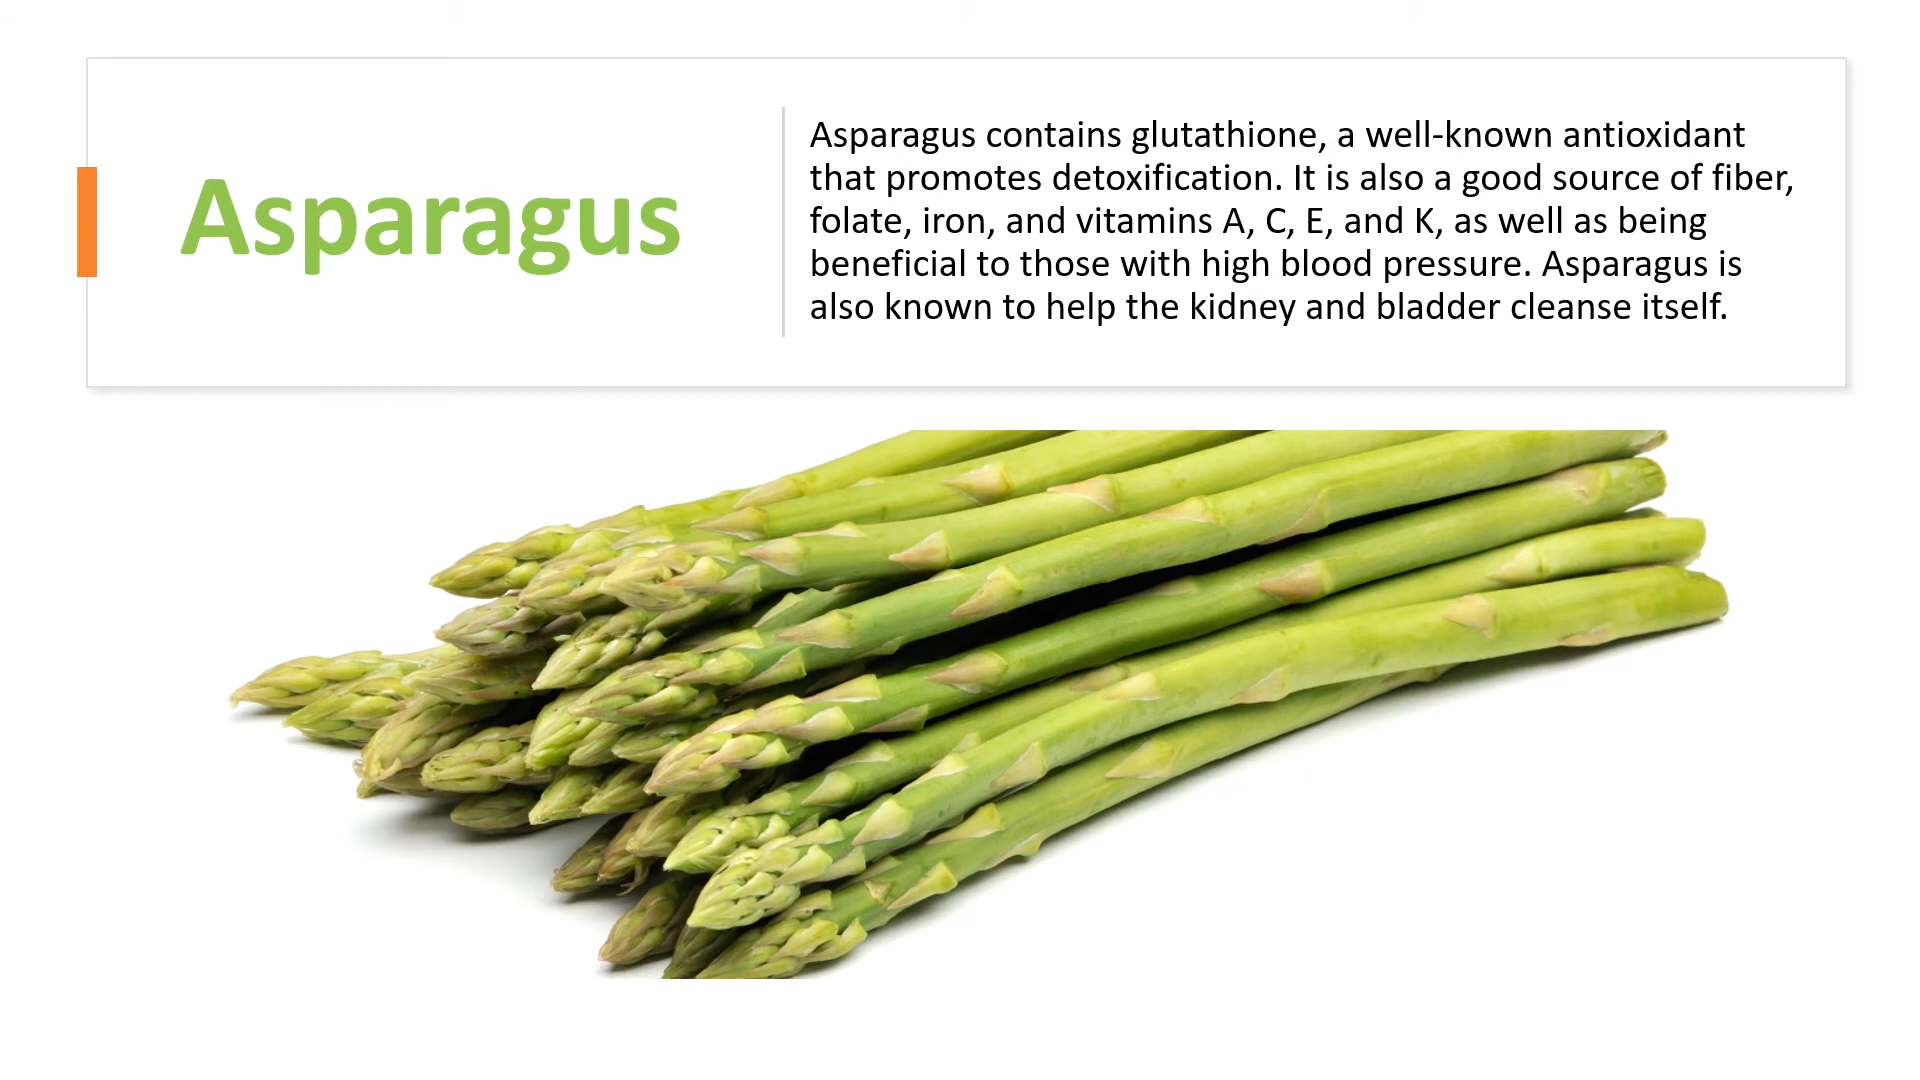 Asparagus
Asparagus contains glutathione, a well-known antioxidant
that promotes detoxification. It is also a good source of fiber,
folate, iron, and vitamins A, C, E, and K, as well as being
beneficial to those with high blood pressure. Asparagus is
also known to help the kidney and bladder cleanse itself.